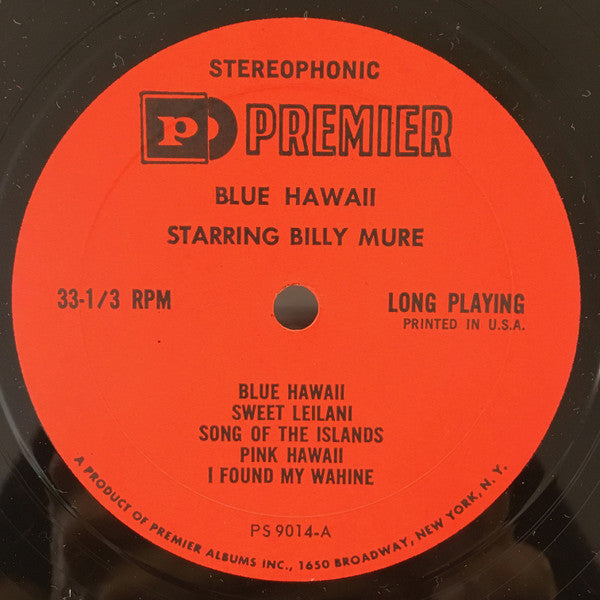 STEREOPHONIC
P PREMIER
BLUE HAWAII
STARRING BILLY MURE
33-1/3 RPM
LONG PLAYING
PRINTED IN U.S.A.
BLUE HAWAII
SWEET LEILANI
SONG OF THE ISLANDS
PINK HAWAII
I FOUND MY WAHINE
PS 9014-A
A PRODUCT OF PREMIER ALBUMS INC., 1650 BROADWAY, NEW YORK, N. Y.